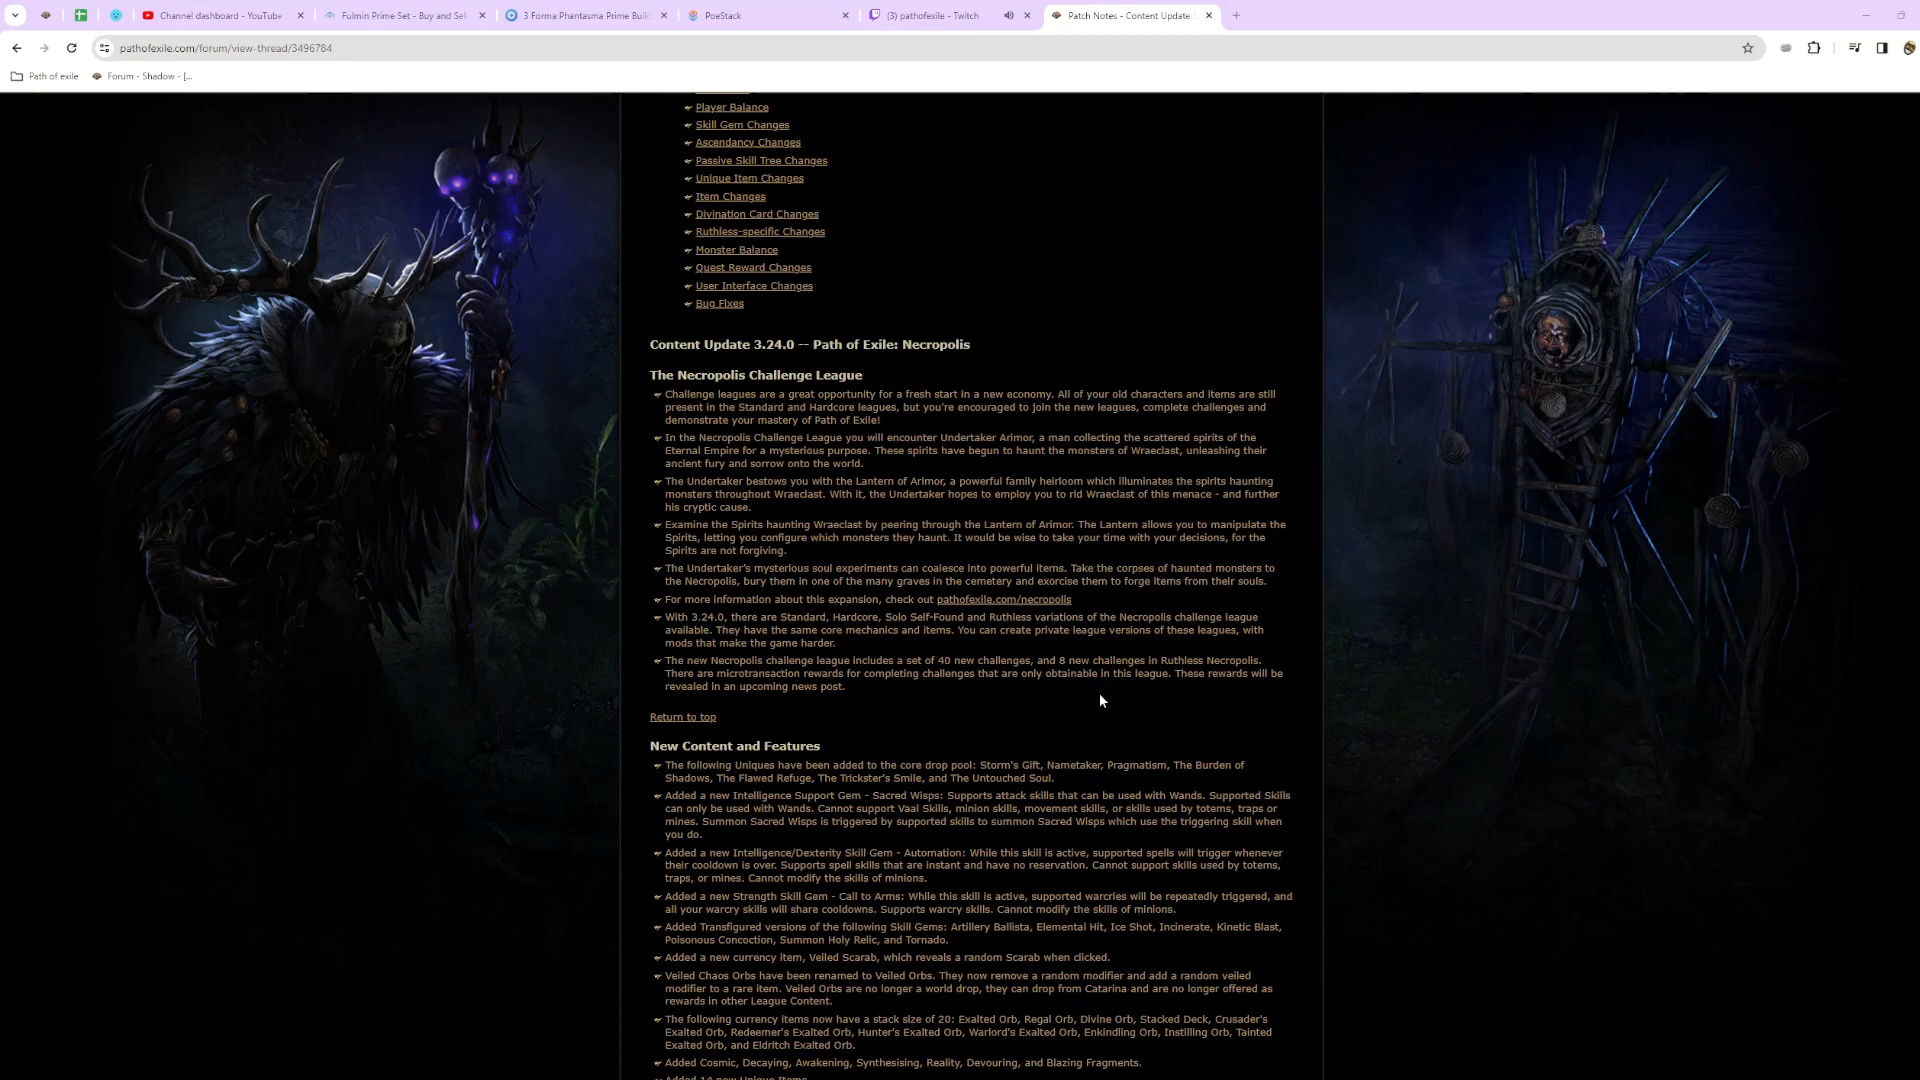 Channel dashboard - YouTube S
Fulmin Prime Set - Buy and Sell
3 Forma Phantasma Prime Buil
PoeStack
(3) pathofexile - Twitch
Patch Notes - Content Update
pathofexile.com/forum/view-thread/3496784
Path of exile
Forum - Shadow - [...
Player Balance
Skill Gem Changes
Ascendancy Changes
Passive Skill Tree Changes
Unique Item Changes
Item Changes
Divination Card Changes
Ruthless-specific Changes
Monster Balance
Quest Reward Changes
User Interface Changes
Bug Fixes
Content Update 3.24.0 -- Path of Exile: Necropolis
The Necropolis Challenge League
Challenge leagues are a great opportunity for a fresh start in a new economy. All of your old characters and items are still
present in the Standard and Hardcore leagues, but you're encouraged to join the new leagues, complete challenges and
demonstrate your mastery of Path of Exile!
In the Necropolis Challenge League you will encounter Undertaker Arimor, a man collecting the scattered spirits of the
Eternal Empire for a mysterious purpose. These spirits have begun to haunt the monsters of Wraeclast, unleashing their
ancient fury and sorrow onto the world.
The Undertaker bestows you with the Lantern of Arimor, a powerful family heirloom which illuminates the spirits haunting
monsters throughout Wraeclast. With it, the Undertaker hopes to employ you to rid Wraeclast of this menace - and further
his cryptic cause.
Examine the Spirits haunting Wraeclast by peering through the Lantern of Arimor. The Lantern allows you to manipulate the
Spirits, letting you configure which monsters they haunt. It would be wise to take your time with your decisions, for the
Spirits are not forgiving.
The Undertaker's mysterious soul experiments can coalesce into powerful items. Take the corpses of haunted monsters to
the Necropolis, bury them in one of the many graves in the cemetery and exorcise them to forge items from their souls.
For more information about this expansion, check out pathofexile.com/necropolis
With 3.24.0, there are Standard, Hardcore, Solo Self-Found and Ruthless variations of the Necropolis challenge league
available. They have the same core mechanics and items. You can create private league versions of these leagues, with
mods that make the game harder.
The new Necropolis challenge league includes a set of 40 new challenges, and 8 new challenges in Ruthless Necropolis.
There are microtransaction rewards for completing challenges that are only obtainable in this league. These rewards will be
revealed in an upcoming news post.
Return to top
New Content and Features
The following Uniques have been added to the core drop pool: Storm's Gift, Nametaker, Pragmatism, The Burden of
Shadows, The Flawed Refuge, The Trickster's Smile, and The Untouched Soul.
Added a new Intelligence Support Gem - Sacred Wisps: Supports attack skills that can be used with Wands. Supported Skills
can only be used with Wands. Cannot support Vaal Skills, minion skills, movement skills, or skills used by totems, traps or
mines. Summon Sacred Wisps is triggered by supported skills to summon Sacred Wisps which use the triggering skill when
you do.
Added a new Intelligence/Dexterity Skill Gem - Automation: While this skill is active, supported spells will trigger whenever
their cooldown is over. Supports spell skills that are instant and have no reservation. Cannot support skills used by totems,
traps, or mines. Cannot modify the skills of minions.
Added a new Strength Skill Gem - Call to Arms: While this skill is active, supported warcries will be repeatedly triggered, and
all your warcry skills will share cooldowns. Supports warcry skills. Cannot modify the skills of minions.
Added Transfigured versions of the following Skill Gems: Artillery Ballista, Elemental Hit, Ice Shot, Incinerate, Kinetic Blast,
Poisonous Concoction, Summon Holy Relic, and Tornado.
Added a new currency item, Veiled Scarab, which reveals a random Scarab when clicked.
Veiled Chaos Orbs have been renamed to Veiled Orbs. They now remove a random modifier and add a random veiled
modifier to a rare item. Veiled Orbs are no longer a world drop, they can drop from Catarina and are no longer offered as
rewards in other League Content.
The following currency items now have a stack size of 20: Exalted Orb, Regal Orb, Divine Orb, Stacked Deck, Crusader's
Exalted Orb, Redeemer's Exalted Orb, Hunter's Exalted Orb, Warlord's Exalted Orb, Enkindling Orb, Instilling Orb, Tainted
Exalted Orb, and Eldritch Exalted Orb.
Added Cosmic, Decaying, Awakening, Synthesising, Reality, Devouring, and Blazing Fragments.
Added 14 new Unique Items